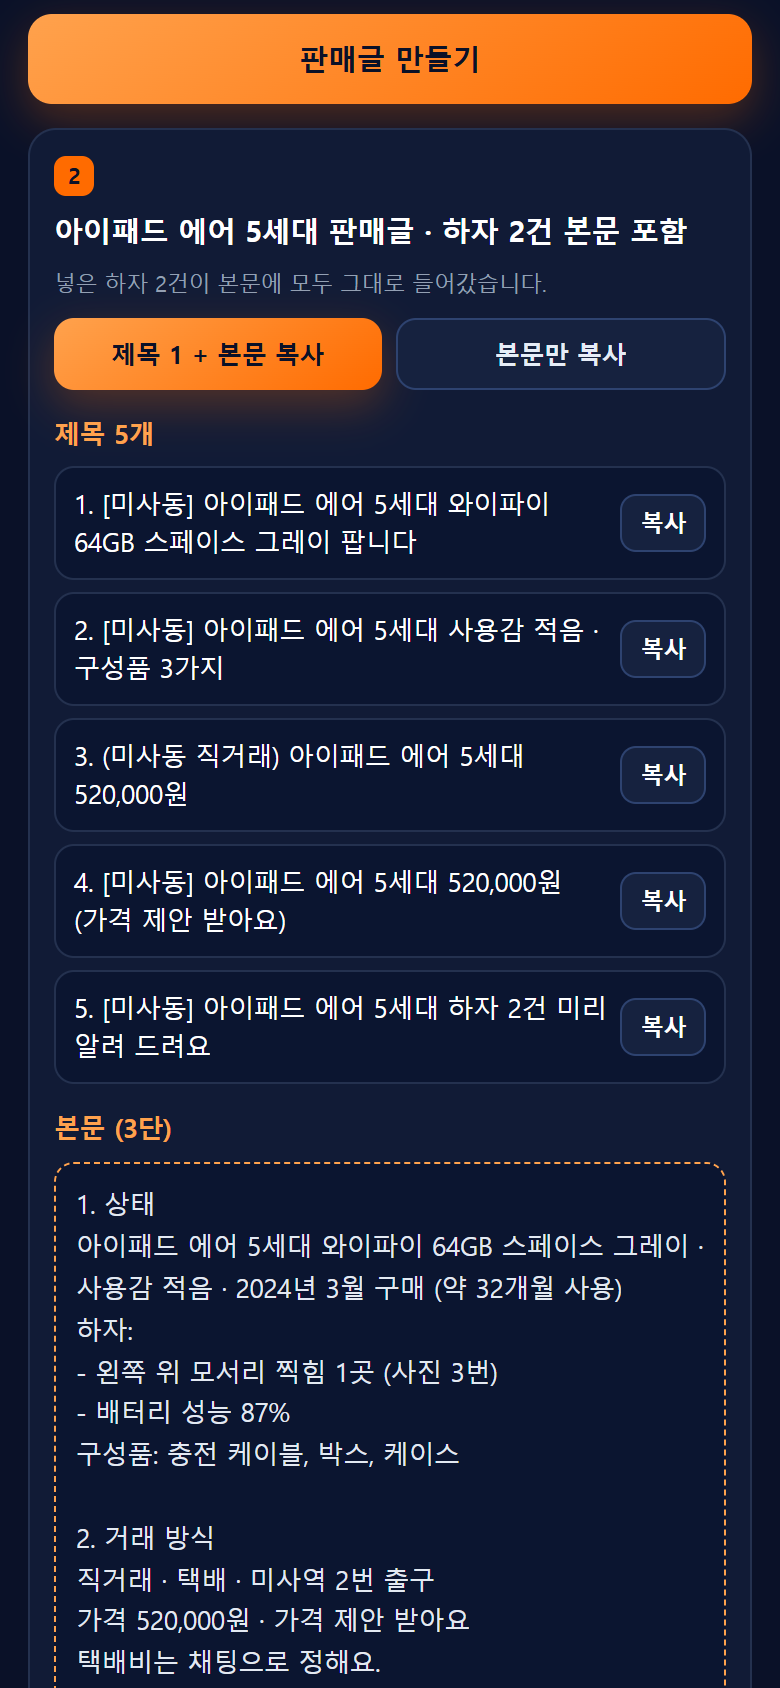 판매글 만들기
2
아이패드 에어 5세대 판매글 · 하자 2건 본문 포함
넣은 하자 2건이 본문에 모두 그대로 들어갔습니다.
제목 1 + 본문 복사
본문만 복사
제목 5개
1. [미사동] 아이패드 에어 5세대 와이파이
64GB 스페이스 그레이 팝니다
복사
2. [미사동] 아이패드 에어 5세대 사용감 적음 ·
구성품 3가지
복사
3. (미사동 직거래) 아이패드 에어 5세대
520,000원
복사
4. [미사동] 아이패드 에어 5세대 520,000원
(가격 제안 받아요)
복사
5. [미사동] 아이패드 에어 5세대 하자 2건 미리
알려 드려요
복사
본문 (3단)
1. 상태
아이패드 에어 5세대 와이파이 64GB 스페이스 그레이 ·
사용감 적음 · 2024년 3월 구매 (약 32개월 사용)
하자:
- 왼쪽 위 모서리 찍힘 1곳 (사진 3번)
- 배터리 성능 87%
구성품: 충전 케이블, 박스, 케이스
2. 거래 방식
직거래 · 택배 · 미사역 2번 출구
가격 520,000원 · 가격 제안 받아요
택배비는 채팅으로 정해요.